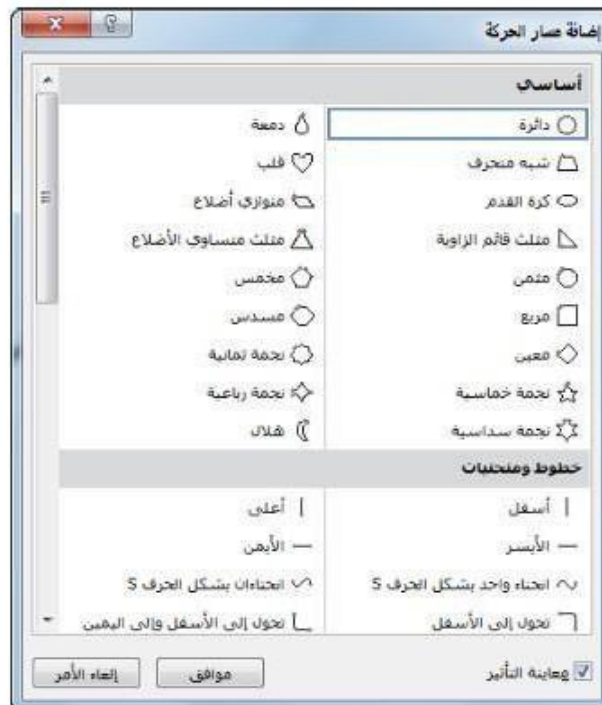 إضافة مسار الحركة
أساسي
دائرة دمعة
شبه منحرف قلب
كرة القدم متوازي أضلاع
مثلث قائم الزاوية مثلث متساوي الأضلاع
مثمن مخمس
مربع مسدس
معين نجمة ثمانية
نجمة خماسية نجمة رباعية
نجمة سداسية هلال
خطوط ومنحنيات
أسفل أعلى
الأيسر الأيمن
انحناء واحد بشكل الحرف S انحناءان بشكل الحرف S
تحول إلى الأسفل تحول إلى الأسفل وإلى اليمين
معاينة التأثير موافق إلغاء الأمر